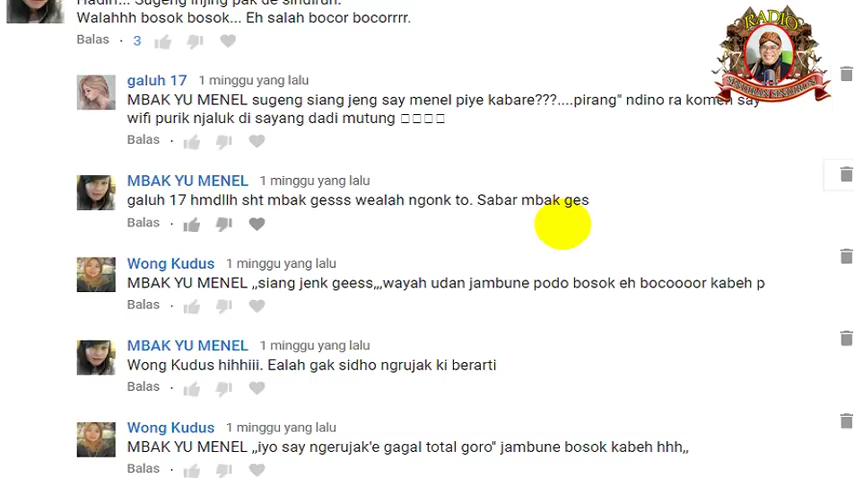 Hadirr... Sugeng injing pak de sindirun.
Walahhh bosok bosok... Eh salah bocor bocorrrr.
Balas · 3
galuh 17 1 minggu yang lalu
MBAK YU MENEL sugeng siang jeng say menel piye kabare???....pirang" ndino ra komen say
wifi purik njaluk di sayang dadi mutung □□□□
Balas ·
MBAK YU MENEL 1 minggu yang lalu
galuh 17 hmdllh sht mbak gesss wealah ngonk to. Sabar mbak ges
Balas ·
Wong Kudus 1 minggu yang lalu
MBAK YU MENEL ,,siang jenk geess,,,wayah udan jambune podo bosok eh bocoooor kabeh p
Balas ·
MBAK YU MENEL 1 minggu yang lalu
Wong Kudus hihhiii. Ealah gak sidho ngrujak ki berarti
Balas ·
Wong Kudus 1 minggu yang lalu
MBAK YU MENEL ,,iyo say ngerujak'e gagal total goro" jambune bosok kabeh hhh,,
Balas ·
RADIO